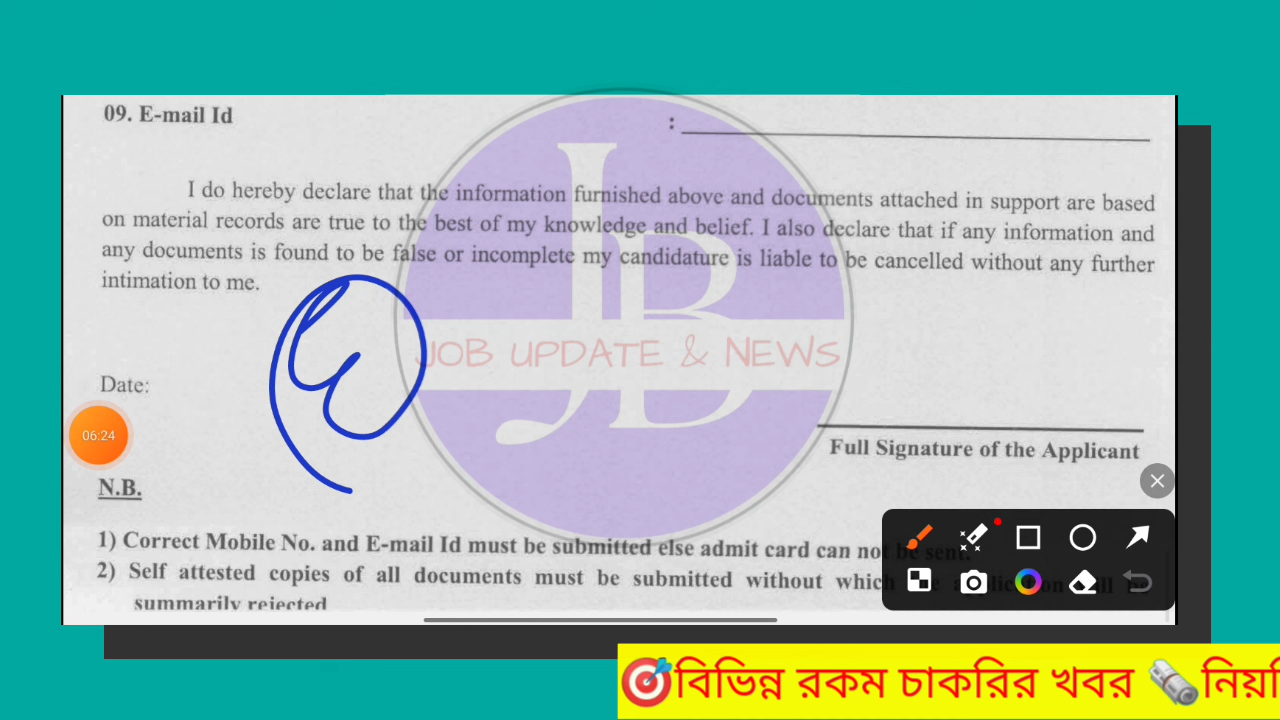 09. E-mail Id : 
I do hereby declare that the information furnished above and documents attached in support are based
on material records are true to the best of my knowledge and belief. I also declare that if any information and
any documents is found to be false or incomplete my candidature is liable to be cancelled without any further
intimation to me.
JB
JOB UPDATE & NEWS
Date:
06:24
Full Signature of the Applicant
N.B.
1) Correct Mobile No. and E-mail Id must be submitted else admit card can not be sent.
2) Self attested copies of all documents must be submitted without which
summarily rejected
বিভিন্ন রকম চাকরির খবর